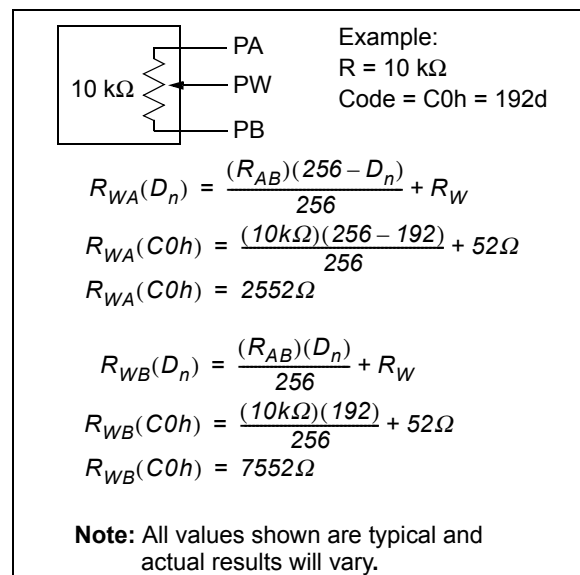 10 kΩ
PA
PW
PB
Example:
R = 10 kΩ
Code = C0h = 192d
R_WA(D_n) = (R_AB)(256 – D_n)/256 + R_W
R_WA(C0h) = (10kΩ)(256 – 192)/256 + 52Ω
R_WA(C0h) = 2552Ω
R_WB(D_n) = (R_AB)(D_n)/256 + R_W
R_WB(C0h) = (10kΩ)(192)/256 + 52Ω
R_WB(C0h) = 7552Ω
Note: All values shown are typical and
actual results will vary.